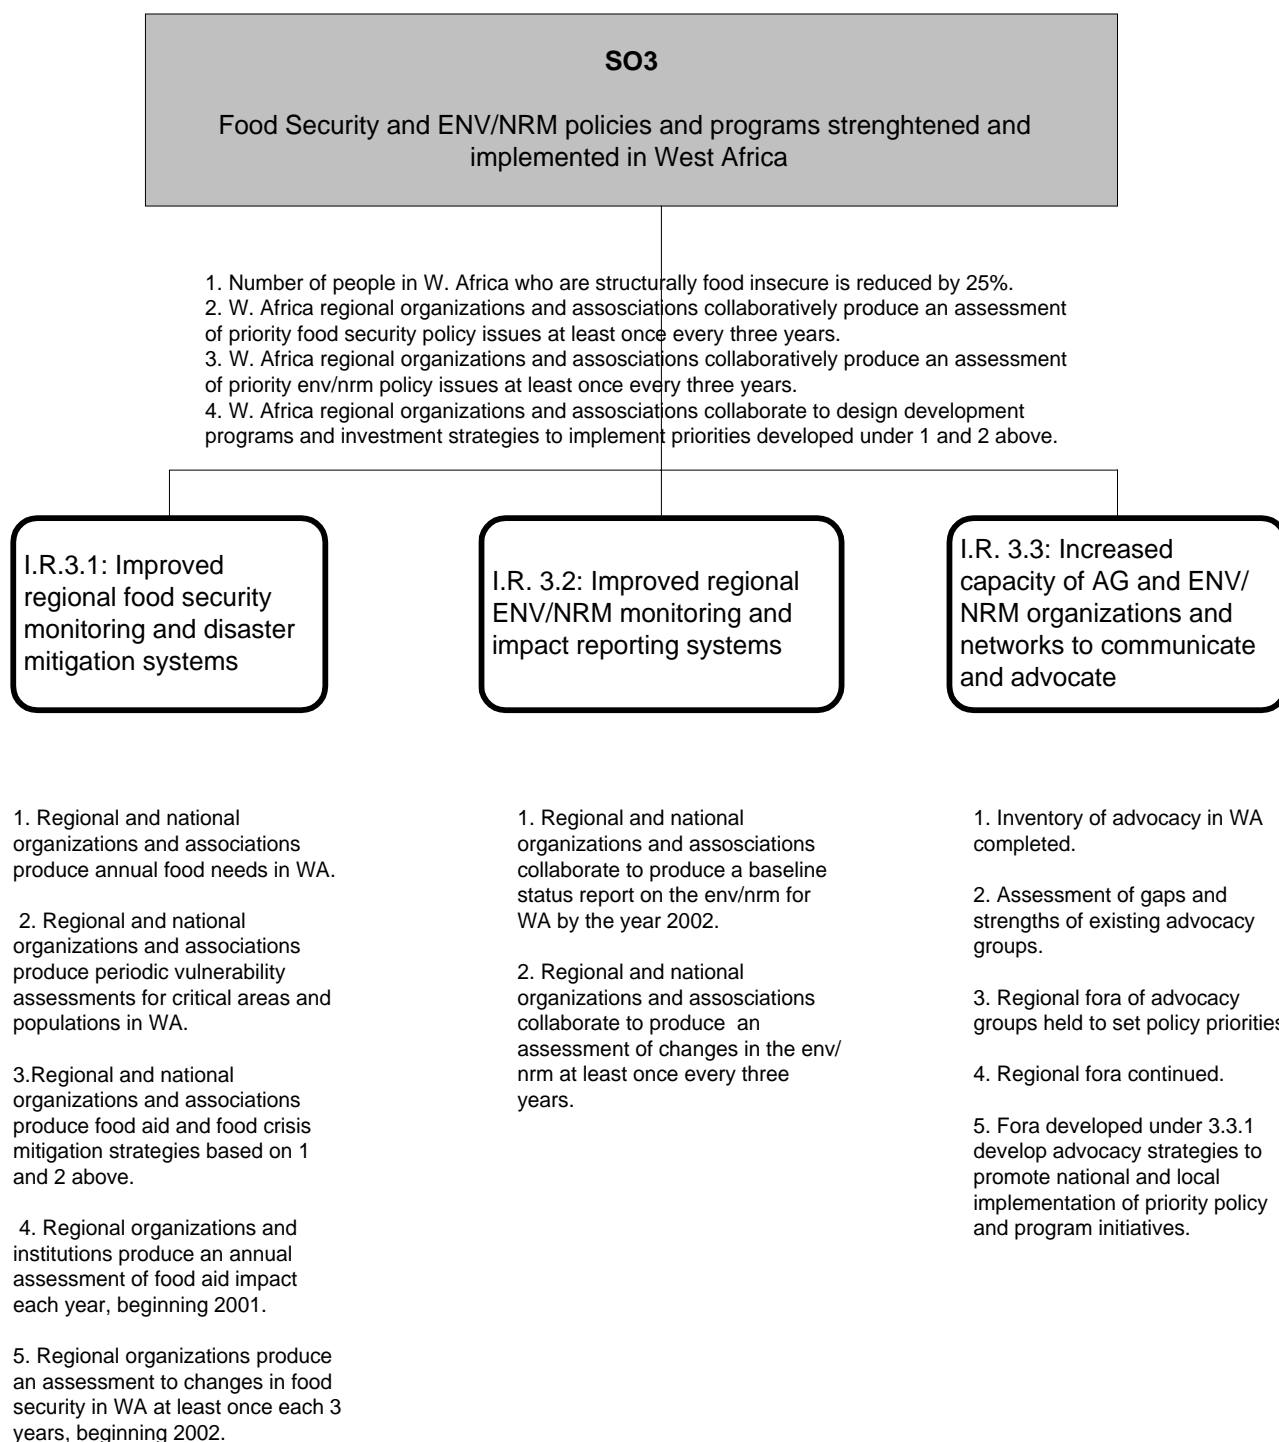 SO3
Food Security and ENV/NRM policies and programs strenghtened and
implemented in West Africa
1. Number of people in W. Africa who are structurally food insecure is reduced by 25%.
2. W. Africa regional organizations and assosciations collaboratively produce an assessment
of priority food security policy issues at least once every three years.
3. W. Africa regional organizations and assosciations collaboratively produce an assessment
of priority env/nrm policy issues at least once every three years.
4. W. Africa regional organizations and assosciations collaborate to design development
programs and investment strategies to implement priorities developed under 1 and 2 above.
I.R.3.1: Improved
regional food security
monitoring and disaster
mitigation systems
I.R. 3.2: Improved regional
ENV/NRM monitoring and
impact reporting systems
I.R. 3.3: Increased
capacity of AG and ENV/
NRM organizations and
networks to communicate
and advocate
1. Regional and national
organizations and associations
produce annual food needs in WA.
2. Regional and national
organizations and associations
produce periodic vulnerability
assessments for critical areas and
populations in WA.
3.Regional and national
organizations and associations
produce food aid and food crisis
mitigation strategies based on 1
and 2 above.
4. Regional organizations and
institutions produce an annual
assessment of food aid impact
each year, beginning 2001.
5. Regional organizations produce
an assessment to changes in food
security in WA at least once each 3
years, beginning 2002.
1. Regional and national
organizations and assosciations
collaborate to produce a baseline
status report on the env/nrm for
WA by the year 2002.
2. Regional and national
organizations and assosciations
collaborate to produce  an
assessment of changes in the env/
nrm at least once every three
years.
1. Inventory of advocacy in WA
completed.
2. Assessment of gaps and
strengths of existing advocacy
groups.
3. Regional fora of advocacy
groups held to set policy priorities
4. Regional fora continued.
5. Fora developed under 3.3.1
develop advocacy strategies to
promote national and local
implementation of priority policy
and program initiatives.